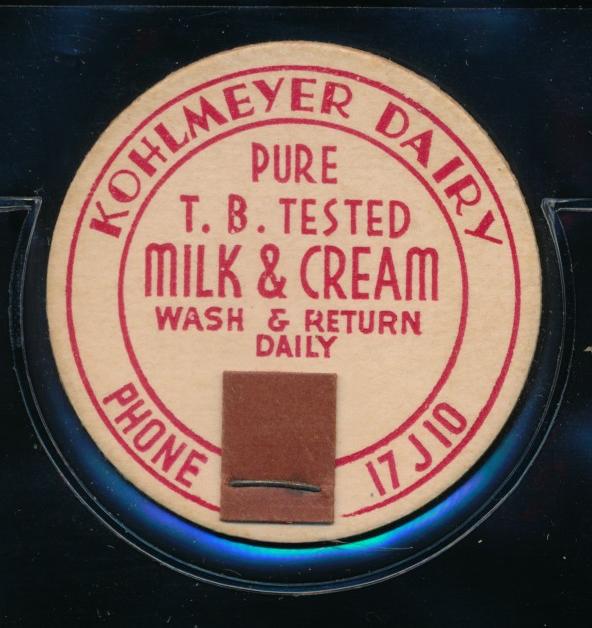 KOHLMEYER DAIRY
PURE
T. B. TESTED
MILK & CREAM
WASH & RETURN
DAILY
PHONE 17 J 10